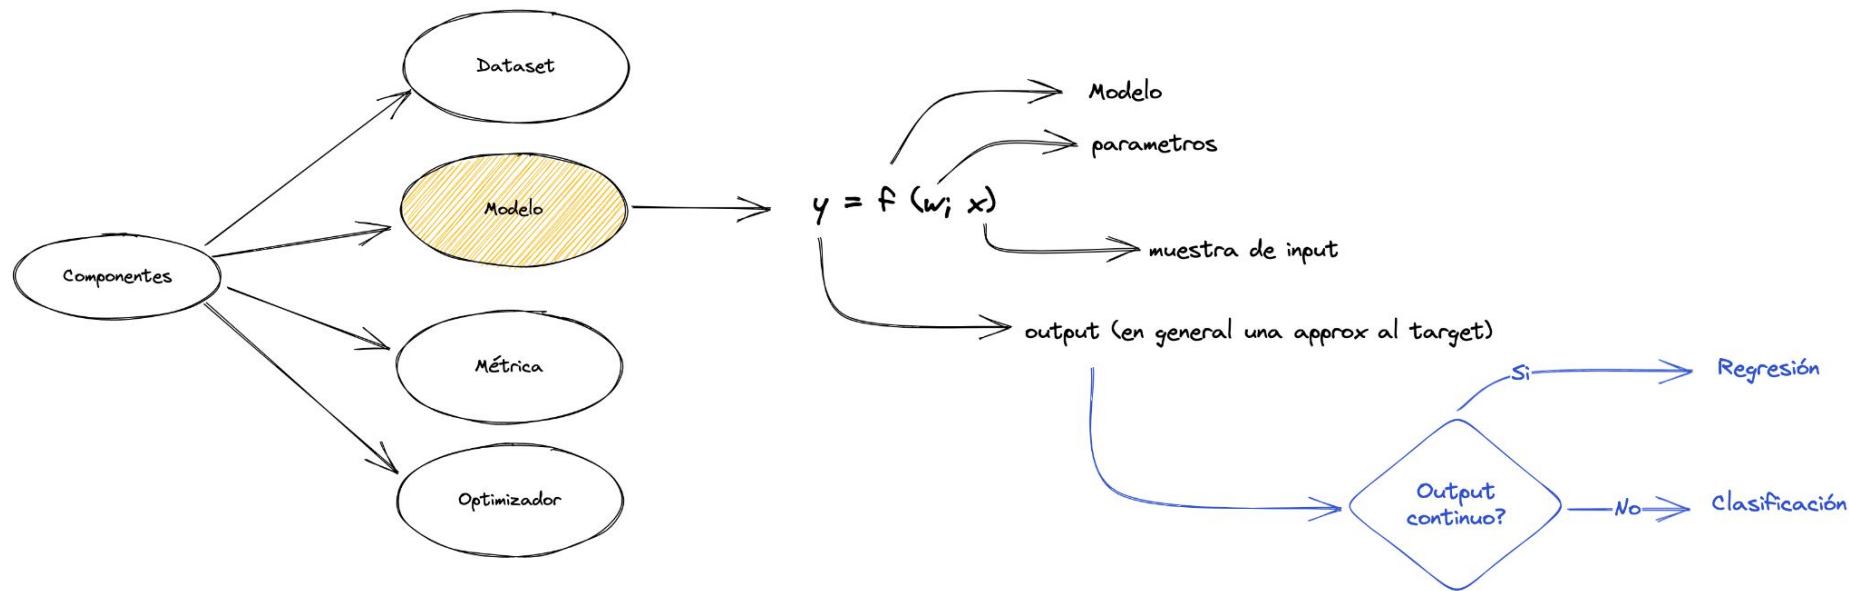 Dataset
Modelo
parametros
Modelo
y = f (w; x)
muestra de input
Componentes
output (en general una approx al target)
Métrica
Si
Regresión
Optimizador
Output
continuo?
No
Clasificación